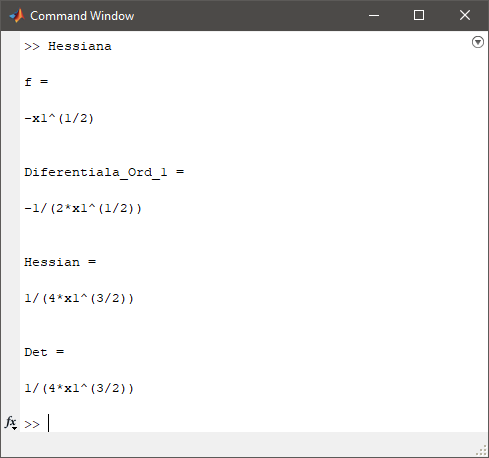 Command Window
>> Hessiana
f =
-x1^(1/2)
Diferentiala_Ord_1 =
-1/(2*x1^(1/2))
Hessian =
1/(4*x1^(3/2))
Det =
1/(4*x1^(3/2))
fx >>